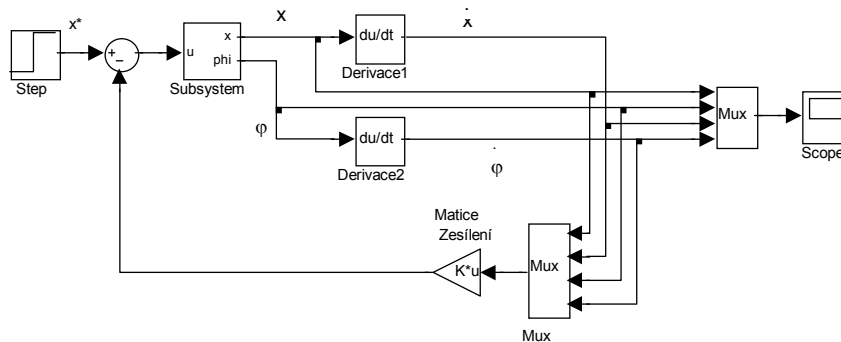 x*
x
ẋ
+
−
u
x
phi
du/dt
Step
Subsystem
Derivace1
Mux
φ
du/dt
φ̇
Scope
Derivace2
Matice
Zesílení
K*u
Mux
Mux